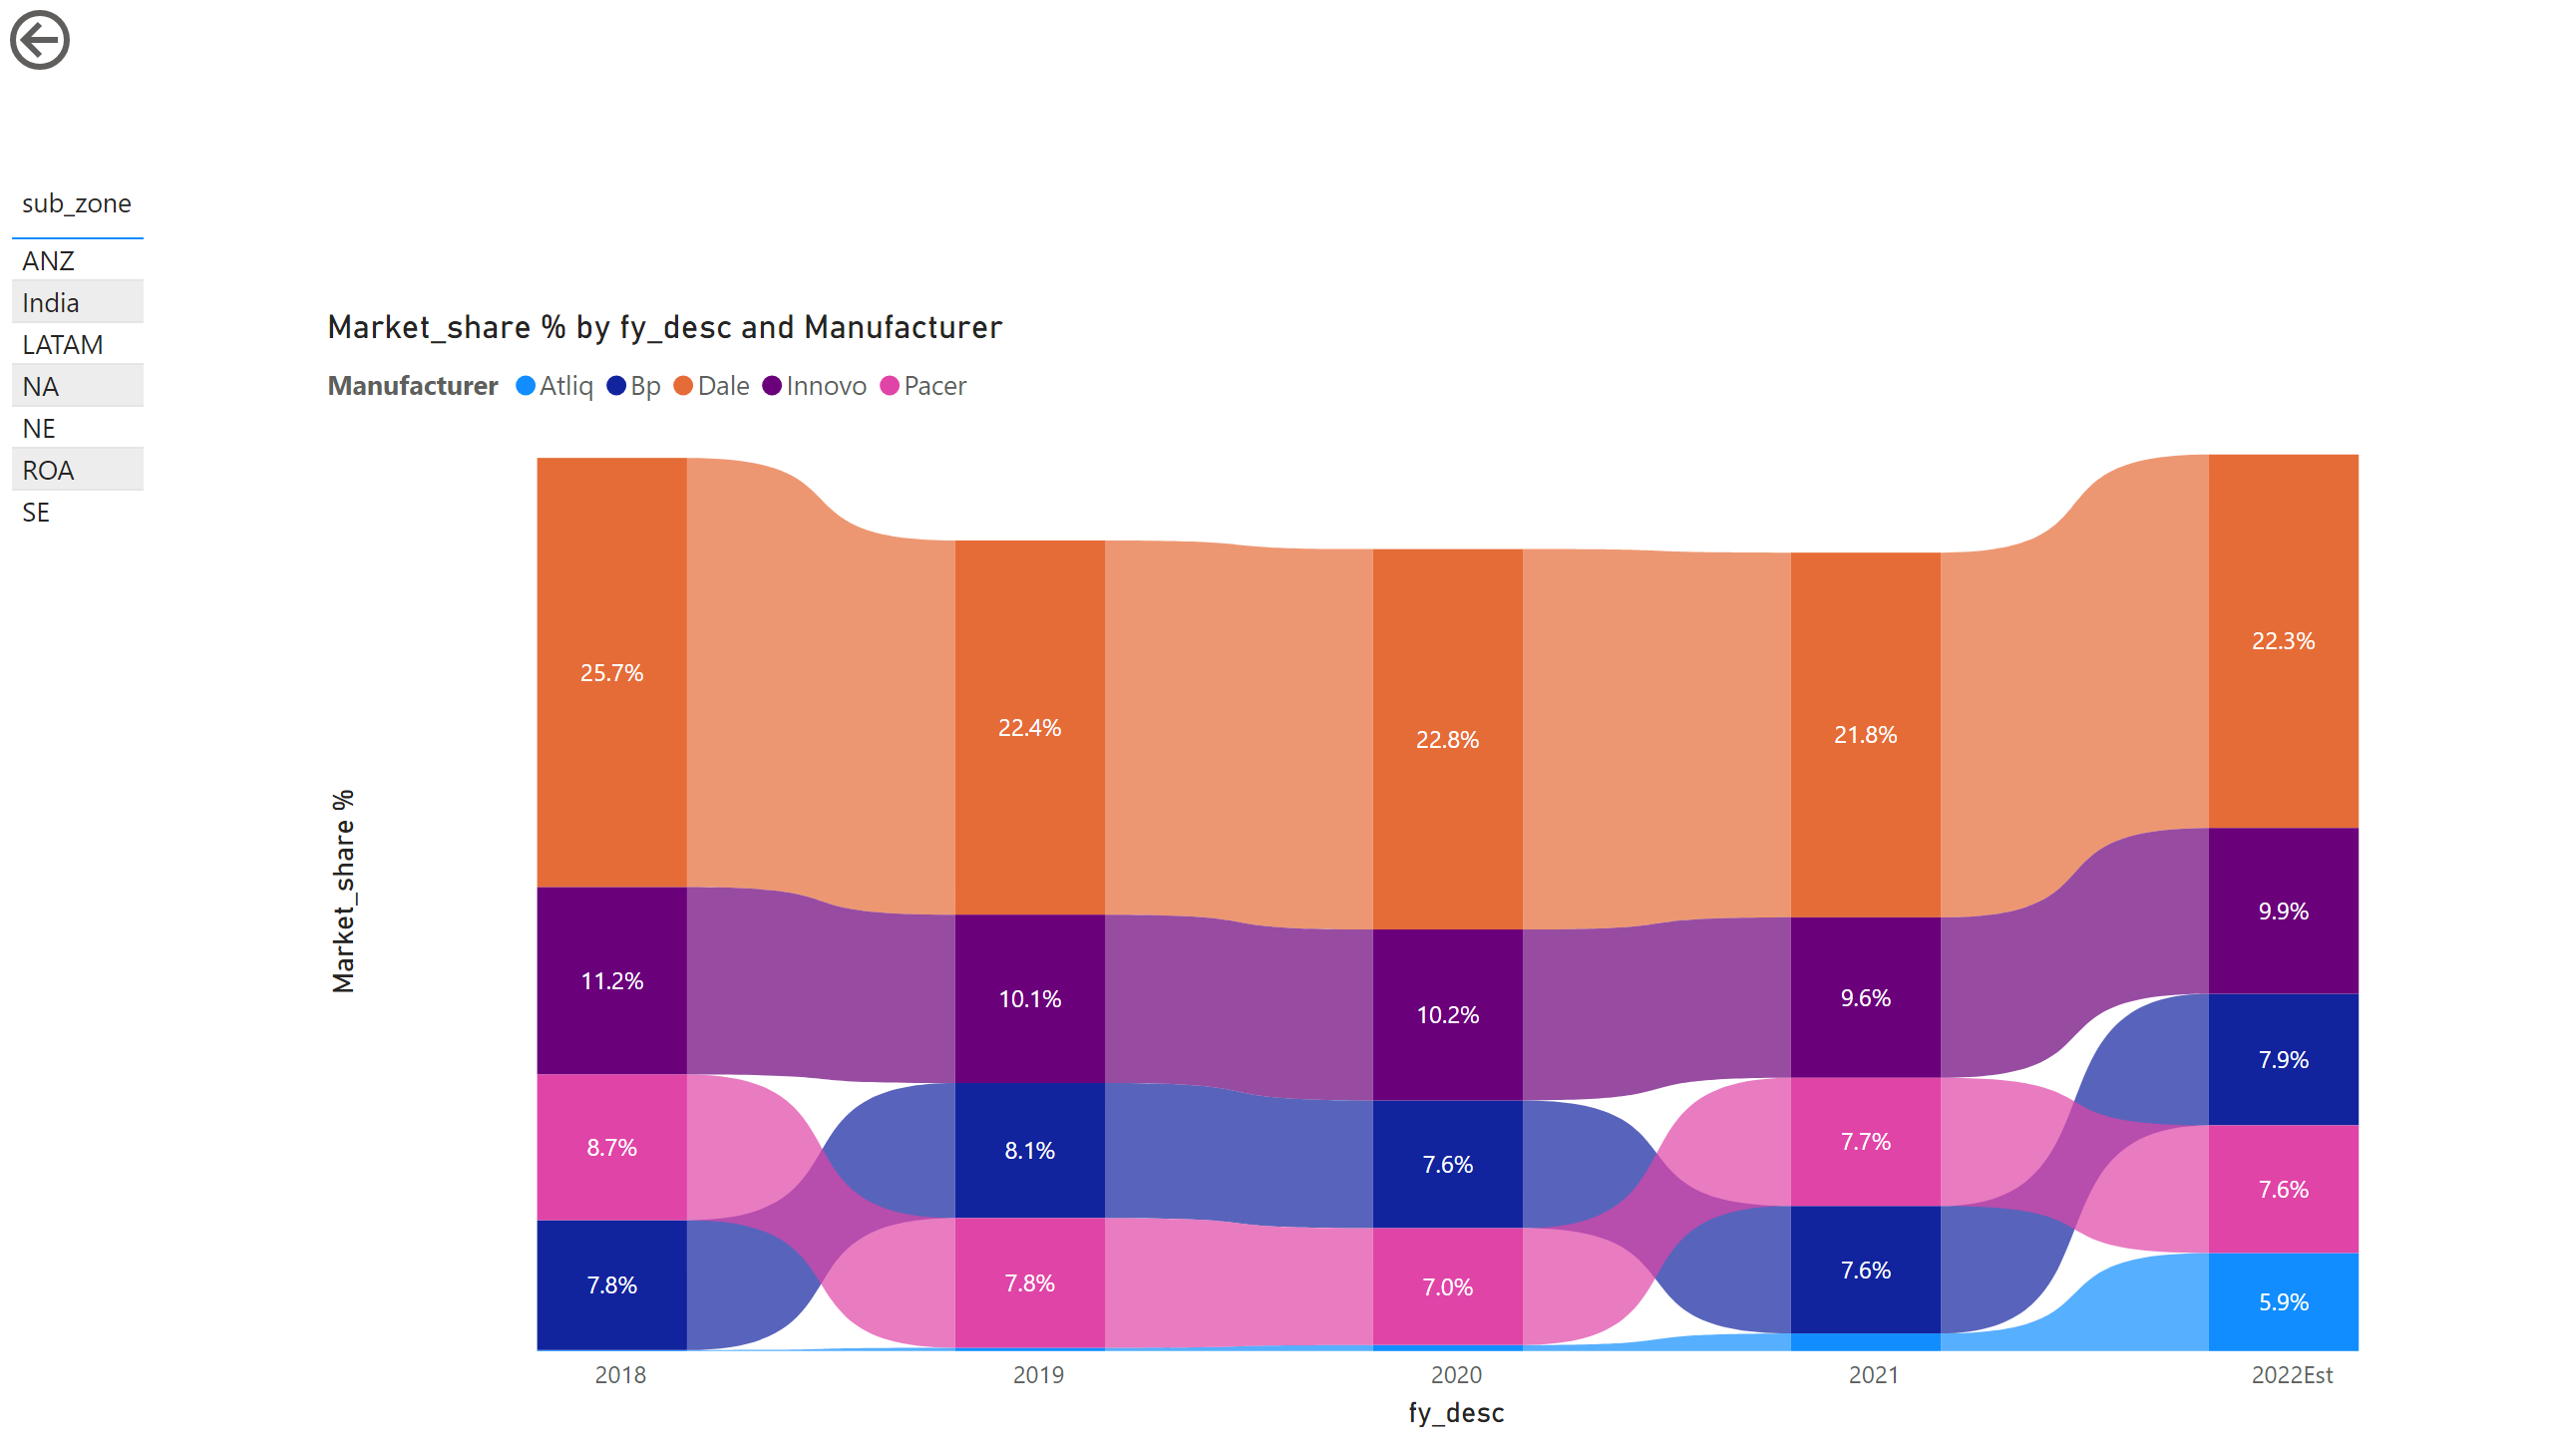 sub_zone
ANZ
India
LATAM
NA
NE
ROA
SE
Market_share % by fy_desc and Manufacturer
Manufacturer Atliq Bp Dale Innovo Pacer
Market_share %
25.7%
11.2%
8.7%
7.8%
22.4%
10.1%
8.1%
7.8%
22.8%
10.2%
7.6%
7.0%
21.8%
9.6%
7.7%
7.6%
22.3%
9.9%
7.9%
7.6%
5.9%
2018 2019 2020 2021 2022Est
fy_desc